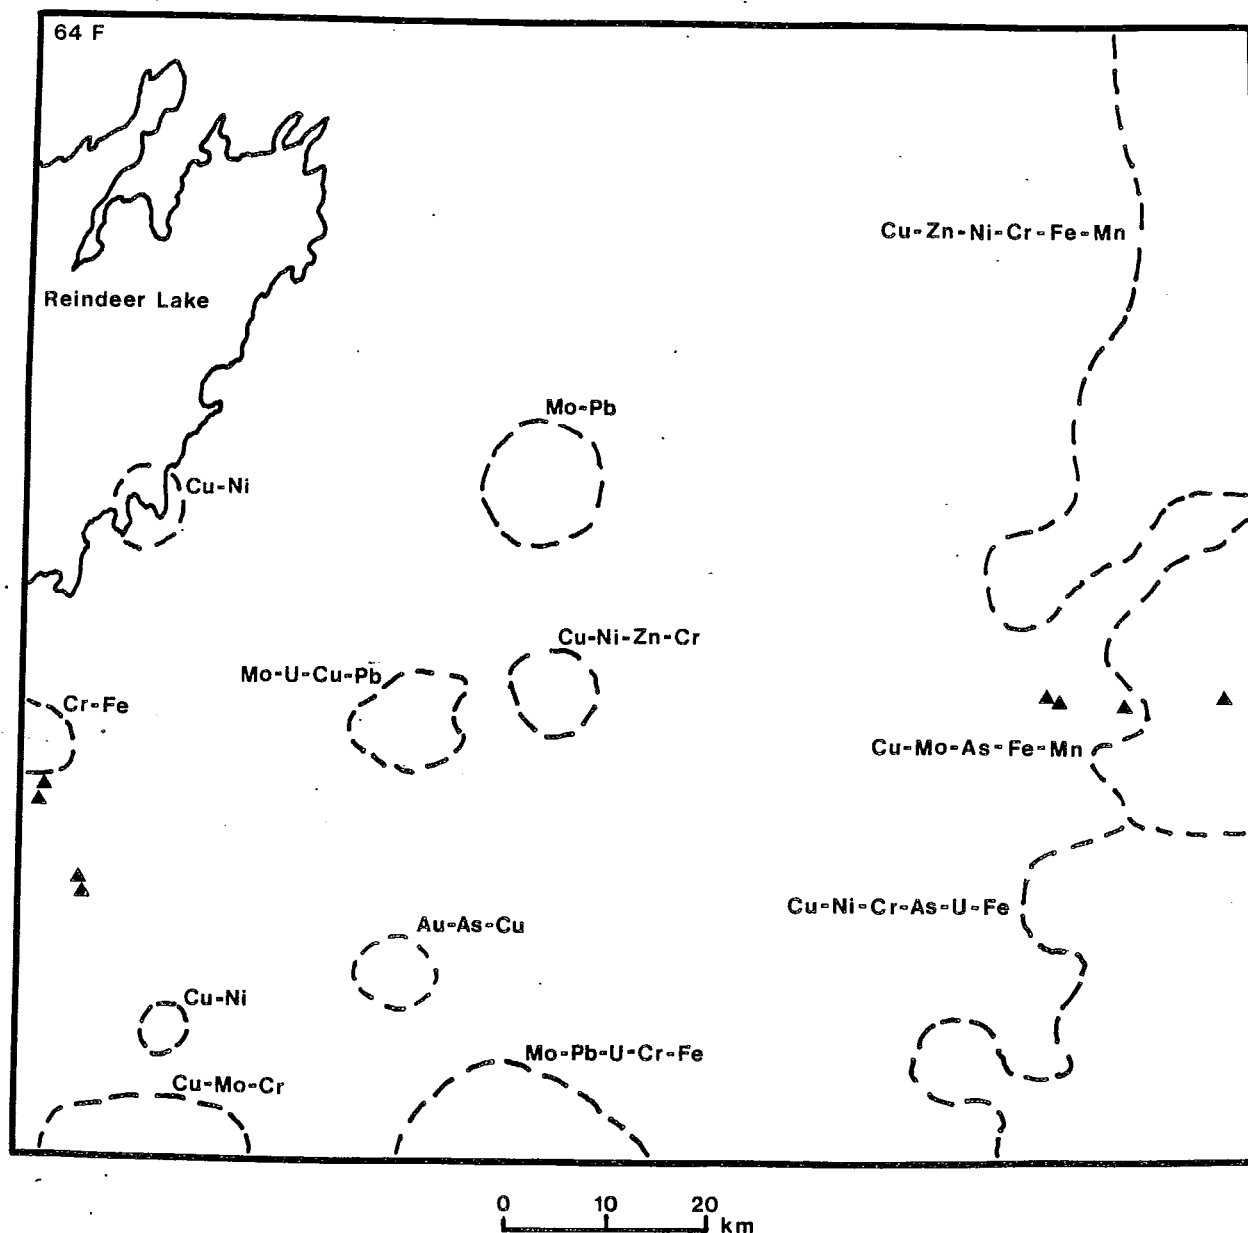 64 F
Cu-Zn-Ni-Cr-Fe-Mn
Reindeer Lake
Mo-Pb
Cu-Ni
Cu-Ni-Zn-Cr
Mo-U-Cu-Pb
Cr-Fe
Cu-Mo-As-Fe-Mn
Cu-Ni-Cr-As-U-Fe
Au-As-Cu
Cu-Ni
Mo-Pb-U-Cr-Fe
Cu-Mo-Cr
0 10 20
km